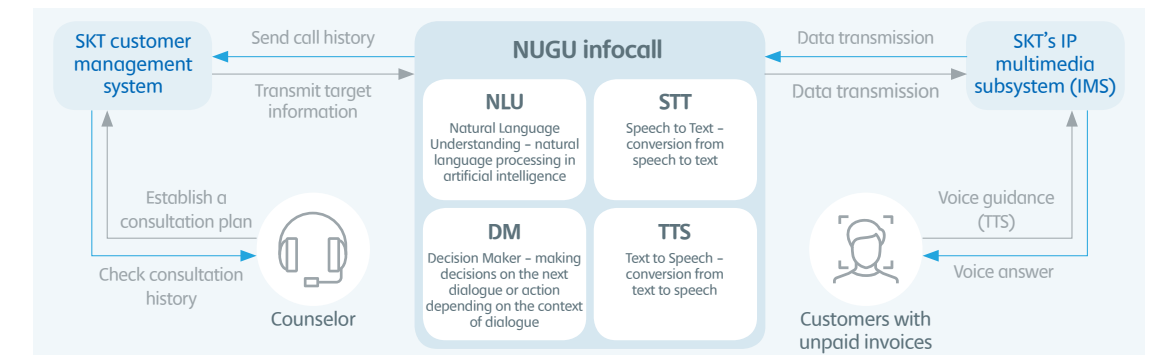 SKT customer
management
system
Send call history
Transmit target
information
Establish a
consultation plan
Check consultation
history
Counselor
NUGU infocall
NLU
Natural Language
Understanding – natural
language processing in
artificial intelligence
STT
Speech to Text –
conversion from
speech to text
DM
Decision Maker – making
decisions on the next
dialogue or action
depending on the context
of dialogue
TTS
Text to Speech –
conversion from
text to speech
Data transmission
Data transmission
SKT’s IP
multimedia
subsystem (IMS)
Voice guidance
(TTS)
Voice answer
Customers with
unpaid invoices